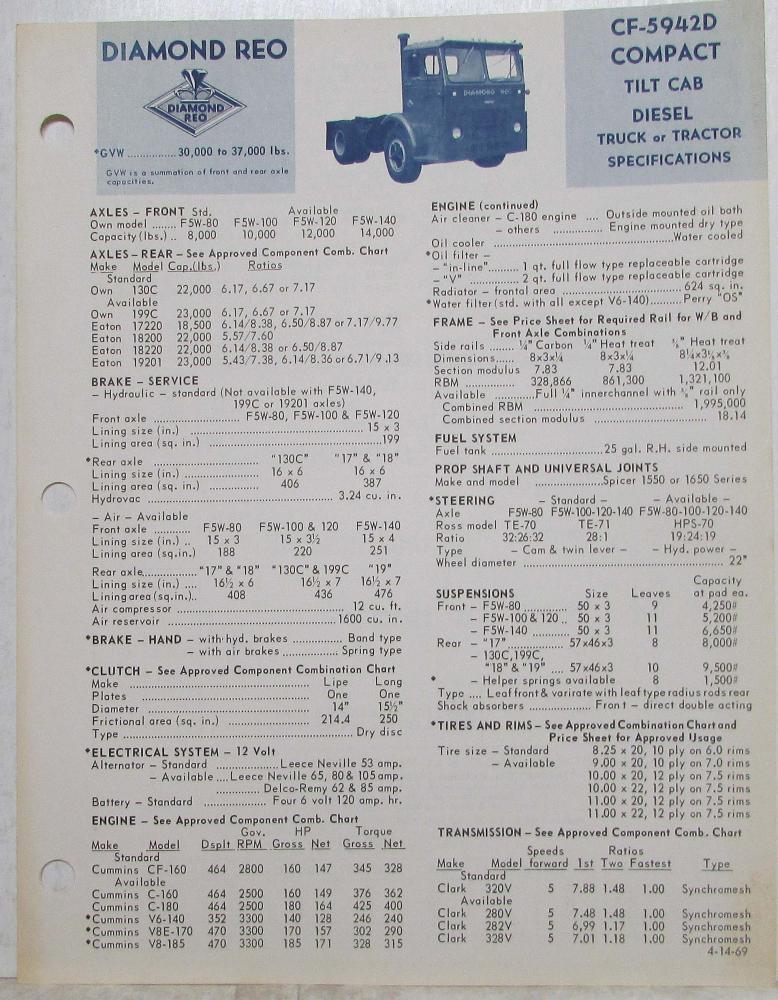 DIAMOND REO
DIAMOND
REO
*GVW ............... 30,000 to 37,000 lbs.
GVW is a summation of front and rear axle
capacities.
DIAMOND REO
CF-5942D
COMPACT
TILT CAB
DIESEL
TRUCK or TRACTOR
SPECIFICATIONS
AXLES – FRONT Std. Available
Own model ....... F5W-80 F5W-100 F5W-120 F5W-140
Capacity (lbs.) .. 8,000 10,000 12,000 14,000
AXLES – REAR – See Approved Component Comb. Chart
Make Model Cap.(lbs.) Ratios
Standard
Own 130C 22,000 6.17, 6.67 or 7.17
Available
Own 199C 23,000 6.17, 6.67 or 7.17
Eaton 17220 18,500 6.14/8.38, 6.50/8.87 or 7.17/9.77
Eaton 18200 22,000 5.57/7.60
Eaton 18220 22,000 6.14/8.38 or 6.50/8.87
Eaton 19201 23,000 5.43/7.38, 6.14/8.36 or 6.71/9.13
BRAKE – SERVICE
– Hydraulic – standard (Not available with F5W-140,
199C or 19201 axles)
Front axle .................. F5W-80, F5W-100 & F5W-120
Lining size (in.) ........................................ 15 x 3
Lining area (sq. in.) ........................................ 199
*Rear axle ........................ "130C" "17" & "18"
Lining size (in.) ........................ 16 x 6 16 x 6
Lining area (sq. in.) ........................ 406 387
Hydrovac ........................................ 3.24 cu. in.
– Air – Available
Front axle ............ F5W-80 F5W-100 & 120 F5W-140
Lining size (in.) .. 15 x 3 15 x 3½ 15 x 4
Lining area (sq.in.) 188 220 251
Rear axle............... "17" & "18" "130C" & 199C "19"
Lining size (in.) .... 16½ x 6 16½ x 7 16½ x 7
Lining area (sq.in.).. 408 436 476
Air compressor ........................................ 12 cu. ft.
Air reservoir ........................................ 1600 cu. in.
*BRAKE – HAND – with hyd. brakes ............. Band type
– with air brakes ............. Spring type
*CLUTCH – See Approved Component Combination Chart
Make ........................................ Lipe Long
Plates ........................................ One One
Diameter ........................................ 14" 15½"
Frictional area (sq. in.) ...................... 214.4 250
Type ........................................ Dry disc
*ELECTRICAL SYSTEM – 12 Volt
Alternator – Standard ............. Leece Neville 53 amp.
– Available .... Leece Neville 65, 80 & 105 amp.
............. Delco-Remy 62 & 85 amp.
Battery – Standard ............. Four 6 volt 120 amp. hr.
ENGINE – See Approved Component Comb. Chart
Gov. HP Torque
Make Model Dsplt RPM Gross Net Gross Net
Standard
Cummins CF-160 464 2800 160 147 345 328
Available
Cummins C-160 464 2500 160 149 376 362
Cummins C-180 464 2500 180 164 425 400
*Cummins V6-140 352 3300 140 128 246 240
*Cummins V8E-170 470 3300 170 157 302 290
*Cummins V8-185 470 3300 185 171 328 315
ENGINE (continued)
Air cleaner – C-180 engine .... Outside mounted oil bath
– others ............. Engine mounted dry type
Oil cooler ........................................ Water cooled
*Oil filter –
– "in-line"......... 1 qt. full flow type replaceable cartridge
– "V" .............. 2 qt. full flow type replaceable cartridge
Radiator – frontal area ............................ 624 sq. in.
*Water filter (std. with all except V6-140).......... Perry "OS"
FRAME – See Price Sheet for Required Rail for W/B and
Front Axle Combinations
Side rails ....... ¼" Carbon ¼" Heat treat ⅜" Heat treat
Dimensions...... 8x3x¼ 8x3x¼ 8¼x3⅛x⅜
Section modulus 7.83 7.83 12.01
RBM ............... 328,866 861,300 1,321,100
Available .......... Full ¼" innerchannel with ⅜" rail only
Combined RBM ........................................ 1,995,000
Combined section modulus ............................ 18.14
FUEL SYSTEM
Fuel tank ............................ 25 gal. R.H. side mounted
PROP SHAFT AND UNIVERSAL JOINTS
Make and model .................. Spicer 1550 or 1650 Series
*STEERING – Standard – – Available –
Axle F5W-80 F5W-100-120-140 F5W-80-100-120-140
Ross model TE-70 TE-71 HPS-70
Ratio 32:26:32 28:1 19:24:19
Type – Cam & twin lever – – Hyd. power –
Wheel diameter ........................................ 22"
Capacity
SUSPENSIONS Size Leaves at pad ea.
Front – F5W-80 ............ 50 x 3 9 4,250#
– F5W-100 & 120 .. 50 x 3 11 5,200#
– F5W-140 ........... 50 x 3 11 6,650#
Rear – "17" ............... 57x46x3 8 8,000#
– 130C,199C,
"18" & "19" .... 57x46x3 10 9,500#
* – Helper springs available 8 1,500#
Type .... Leaf front & varirate with leaf type radius rods rear
Shock absorbers .................. Front – direct double acting
*TIRES AND RIMS – See Approved Combination Chart and
Price Sheet for Approved Usage
Tire size – Standard 8.25 x 20, 10 ply on 6.0 rims
– Available 9.00 x 20, 10 ply on 7.0 rims
10.00 x 20, 12 ply on 7.5 rims
10.00 x 22, 12 ply on 7.5 rims
11.00 x 20, 12 ply on 7.5 rims
11.00 x 22, 12 ply on 7.5 rims
TRANSMISSION – See Approved Component Comb. Chart
Speeds Ratios
Make Model forward 1st Two Fastest Type
Standard
Clark 320V 5 7.88 1.48 1.00 Synchromesh
Available
Clark 280V 5 7.48 1.48 1.00 Synchromesh
Clark 282V 5 6,99 1.17 1.00 Synchromesh
Clark 328V 5 7.01 1.18 1.00 Synchromesh
4-14-69